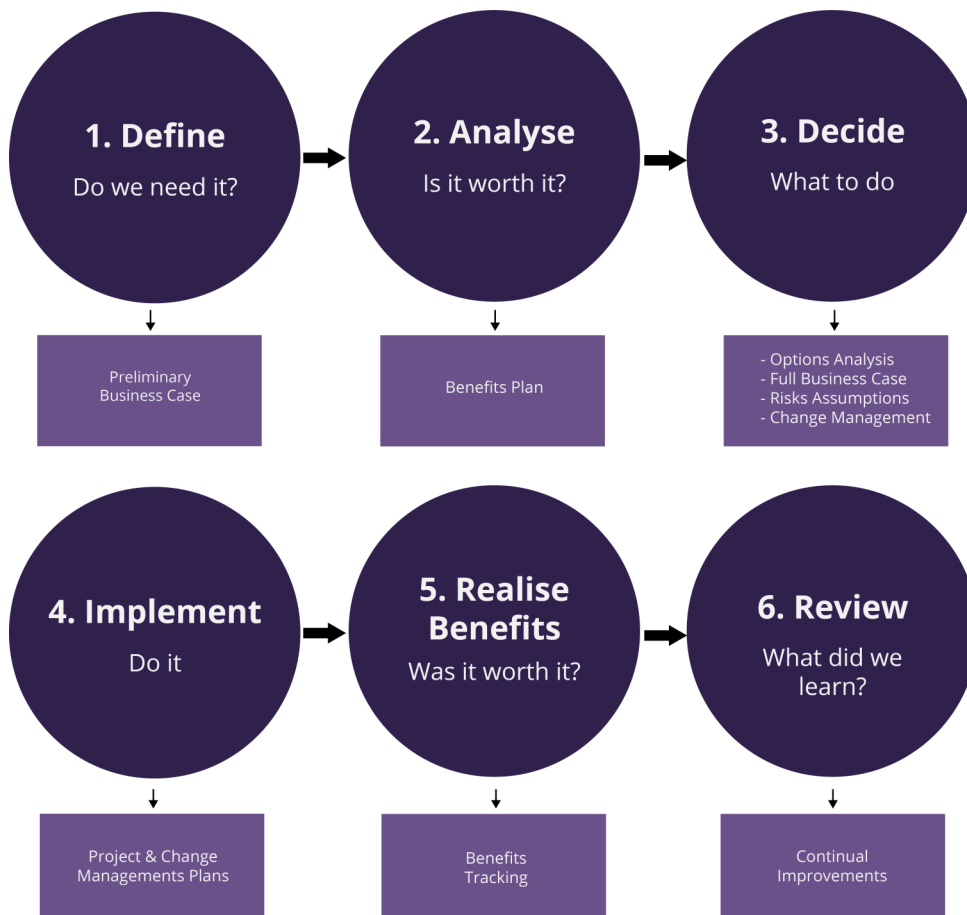 1. Define
Do we need it?
2. Analyse
Is it worth it?
3. Decide
What to do
Preliminary
Business Case
Benefits Plan
- Options Analysis
- Full Business Case
- Risks Assumptions
- Change Management
4. Implement
Do it
5. Realise
Benefits
Was it worth it?
6. Review
What did we
learn?
Project & Change
Managements Plans
Benefits
Tracking
Continual
Improvements